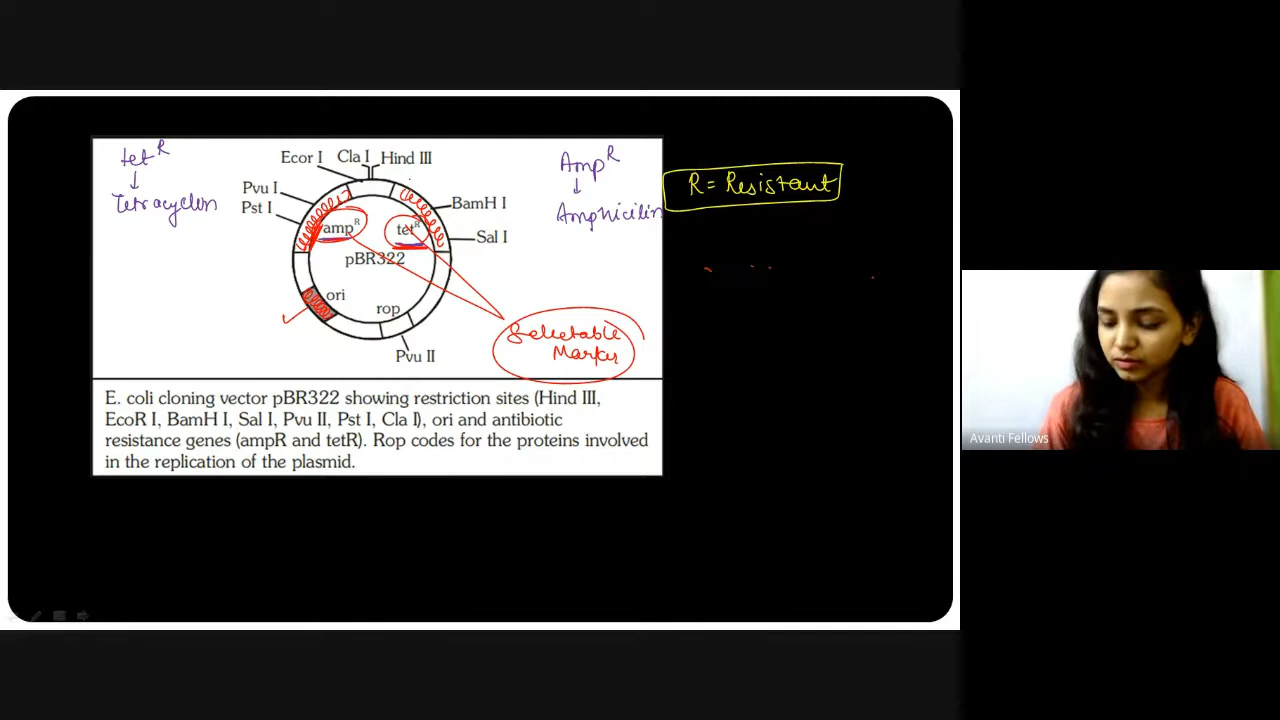 tet R
Tetracyclin
Ecor I
Cla I
Hind III
Pvu I
Pst I
BamH I
Sal I
amp R
tet R
pBR322
ori
rop
Pvu II
Amp R
Amphicilin
R = Resistant
Selectable
Marker
E. coli cloning vector pBR322 showing restriction sites (Hind III,
EcoR I, BamH I, Sal I, Pvu II, Pst I, Cla I), ori and antibiotic
resistance genes (ampR and tetR). Rop codes for the proteins involved
in the replication of the plasmid.
Avanti Fellows